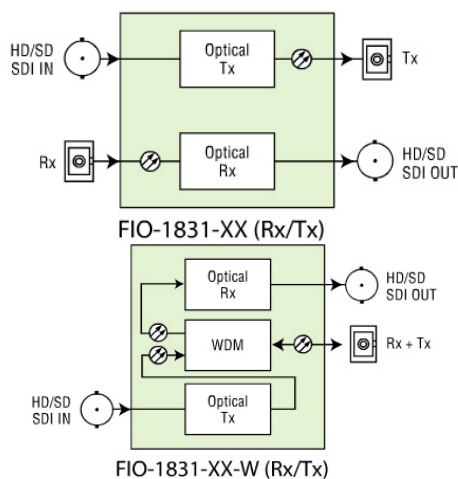 HD/SD
SDI IN
Optical
Tx
Tx
Rx
Optical
Rx
HD/SD
SDI OUT
FIO-1831-XX (Rx/Tx)
Optical
Rx
HD/SD
SDI OUT
WDM
Rx + Tx
HD/SD
SDI IN
Optical
Tx
FIO-1831-XX-W (Rx/Tx)